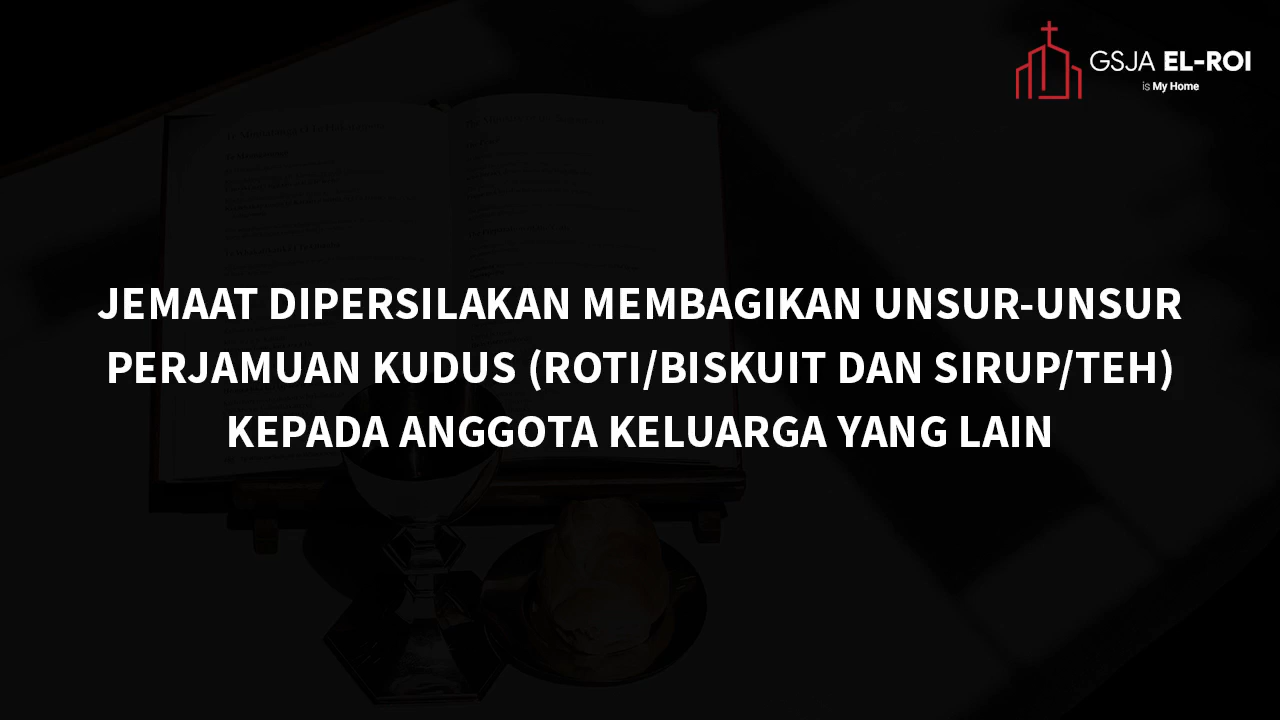 GSJA EL-ROI
is My Home
JEMAAT DIPERSILAKAN MEMBAGIKAN UNSUR-UNSUR
PERJAMUAN KUDUS (ROTI/BISKUIT DAN SIRUP/TEH)
KEPADA ANGGOTA KELUARGA YANG LAIN